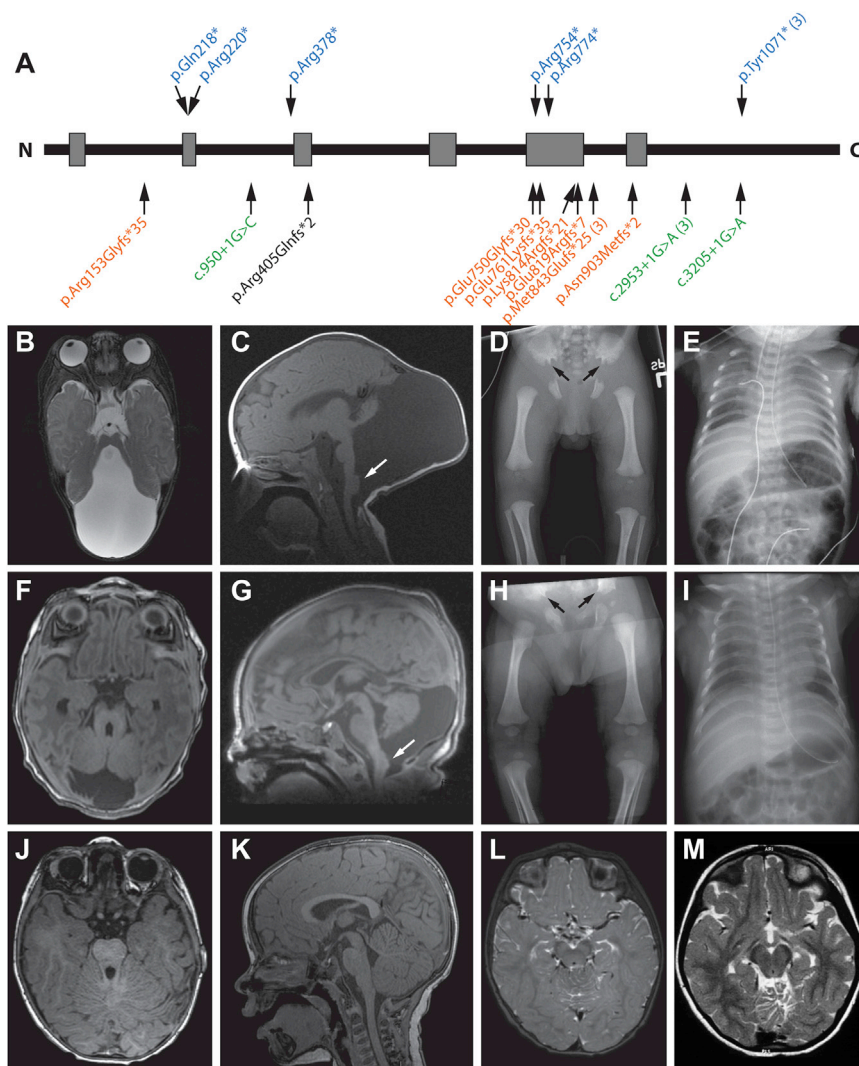 A
p.Gln218*
p.Arg220*
p.Arg378*
p.Arg754*
p.Arg774*
p.Tyr1071* (3)
N
C
p.Arg153Glyfs*35
c.950+1G>C
p.Arg405Glnfs*2
p.Glu750Glyfs*30
p.Glu761Lysfs*35
p.Lys814Argfs*21
p.Glu819Argfs*7
p.Met843Glufs*25 (3)
p.Asn903Metfs*2
c.2953+1G>A (3)
c.3205+1G>A
B
C
D
E
F
G
H
I
J
K
L
M